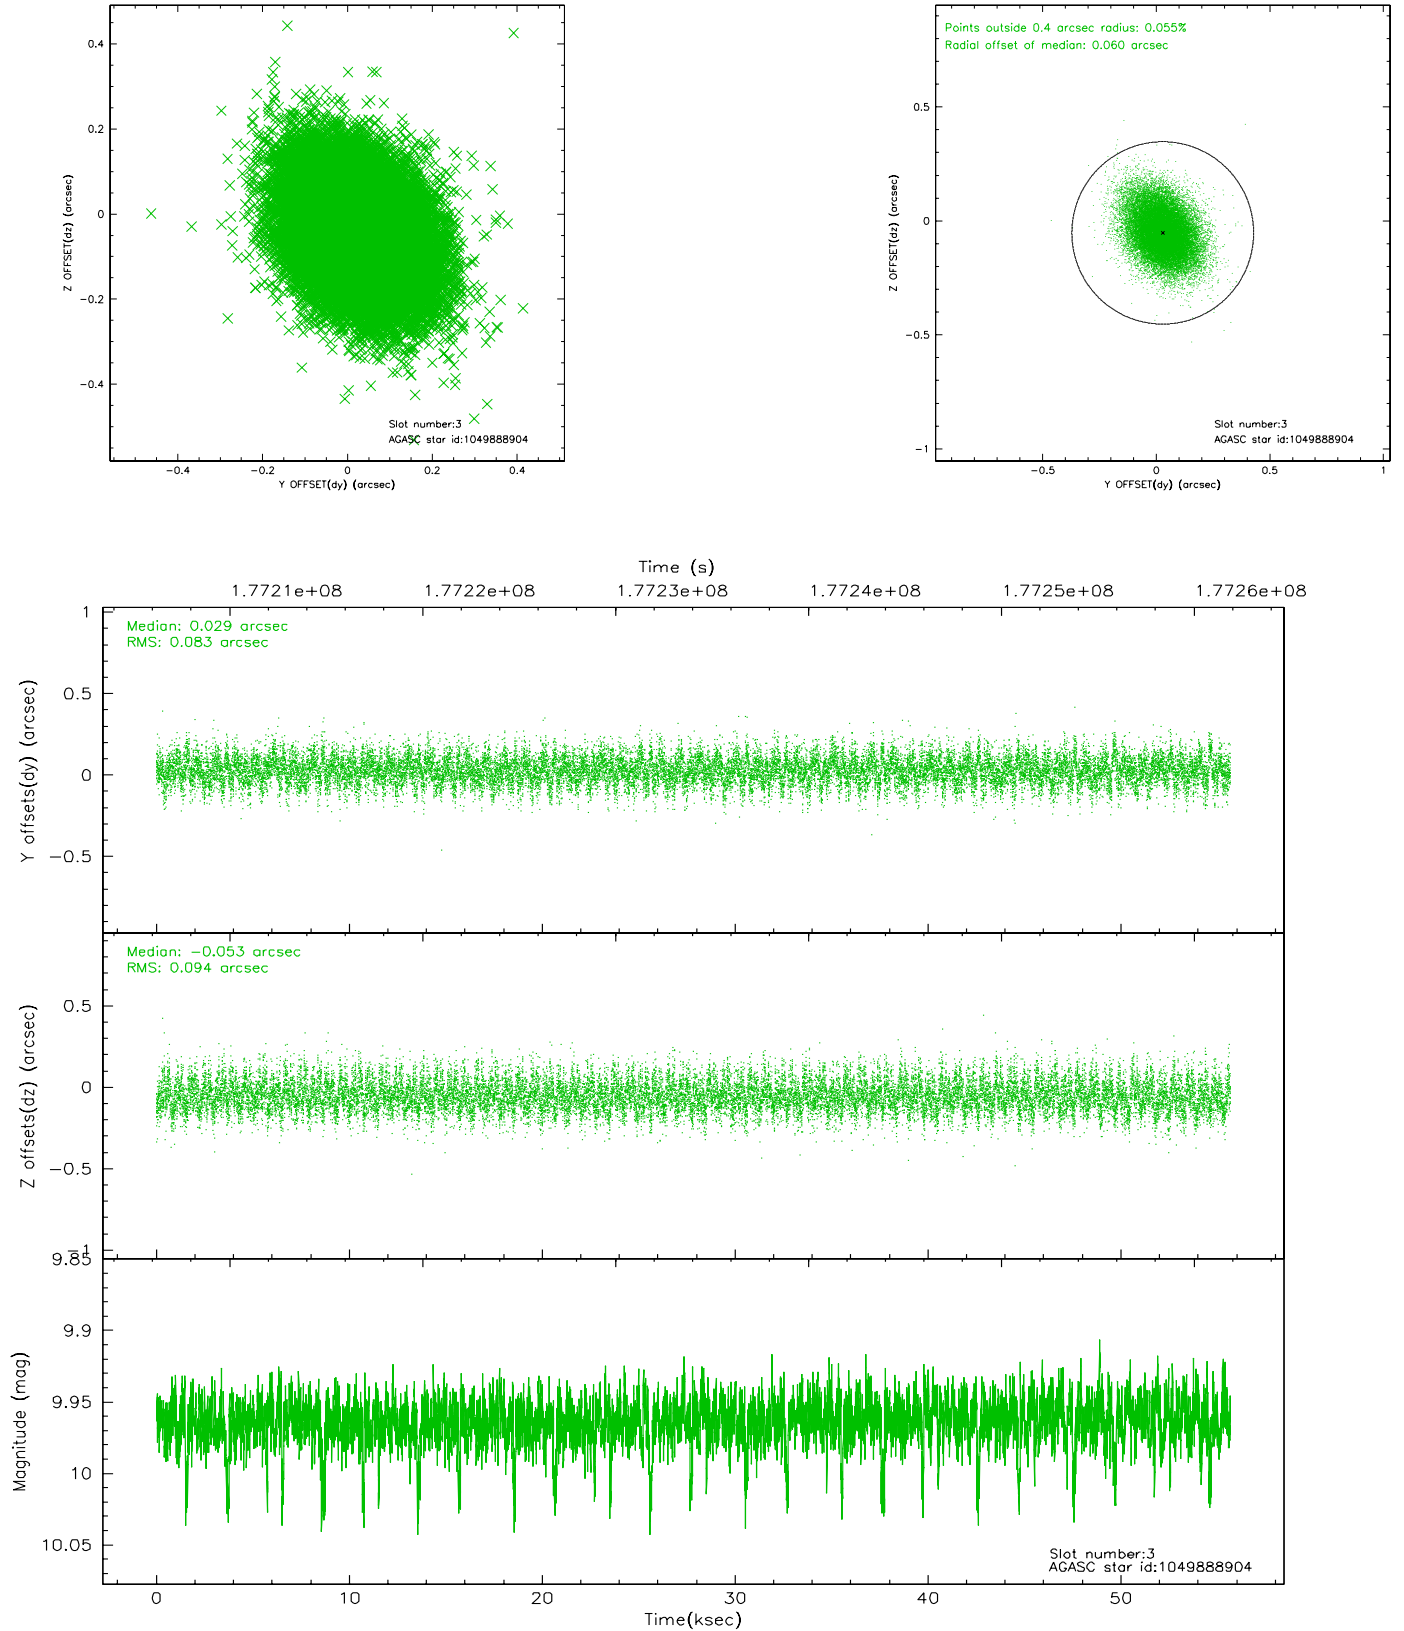 0.4
0.2
0
−0.2
−0.4
Z OFFSET(dz) (arcsec)
Slot number:3
AGASC star id:1049888904
−0.4
−0.2
0
0.2
0.4
Y OFFSET(dy) (arcsec)
Points outside 0.4 arcsec radius: 0.055%
Radial offset of median: 0.060 arcsec
0.5
0
−0.5
−1
Z OFFSET(dz) (arcsec)
Slot number:3
AGASC star id:1049888904
−0.5
0
0.5
1
Y OFFSET(dy) (arcsec)
Time (s)
1.7721e+08
1.7722e+08
1.7723e+08
1.7724e+08
1.7725e+08
1.7726e+08
Median: 0.029 arcsec
RMS: 0.083 arcsec
1
0.5
0
−0.5
Y offsets(dy) (arcsec)
Median: −0.053 arcsec
RMS: 0.094 arcsec
0.5
0
−0.5
−1
Z offsets(dz) (arcsec)
9.85
9.9
9.95
10
10.05
Magnitude (mag)
Slot number:3
AGASC star id:1049888904
0
10
20
30
40
50
Time(ksec)